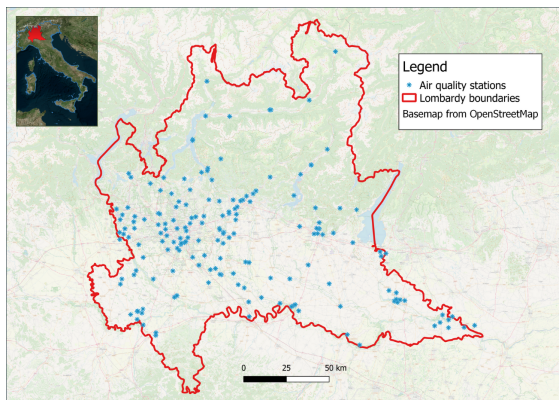 Legend
Air quality stations
Lombardy boundaries
Basemap from OpenStreetMap
0 25 50 km